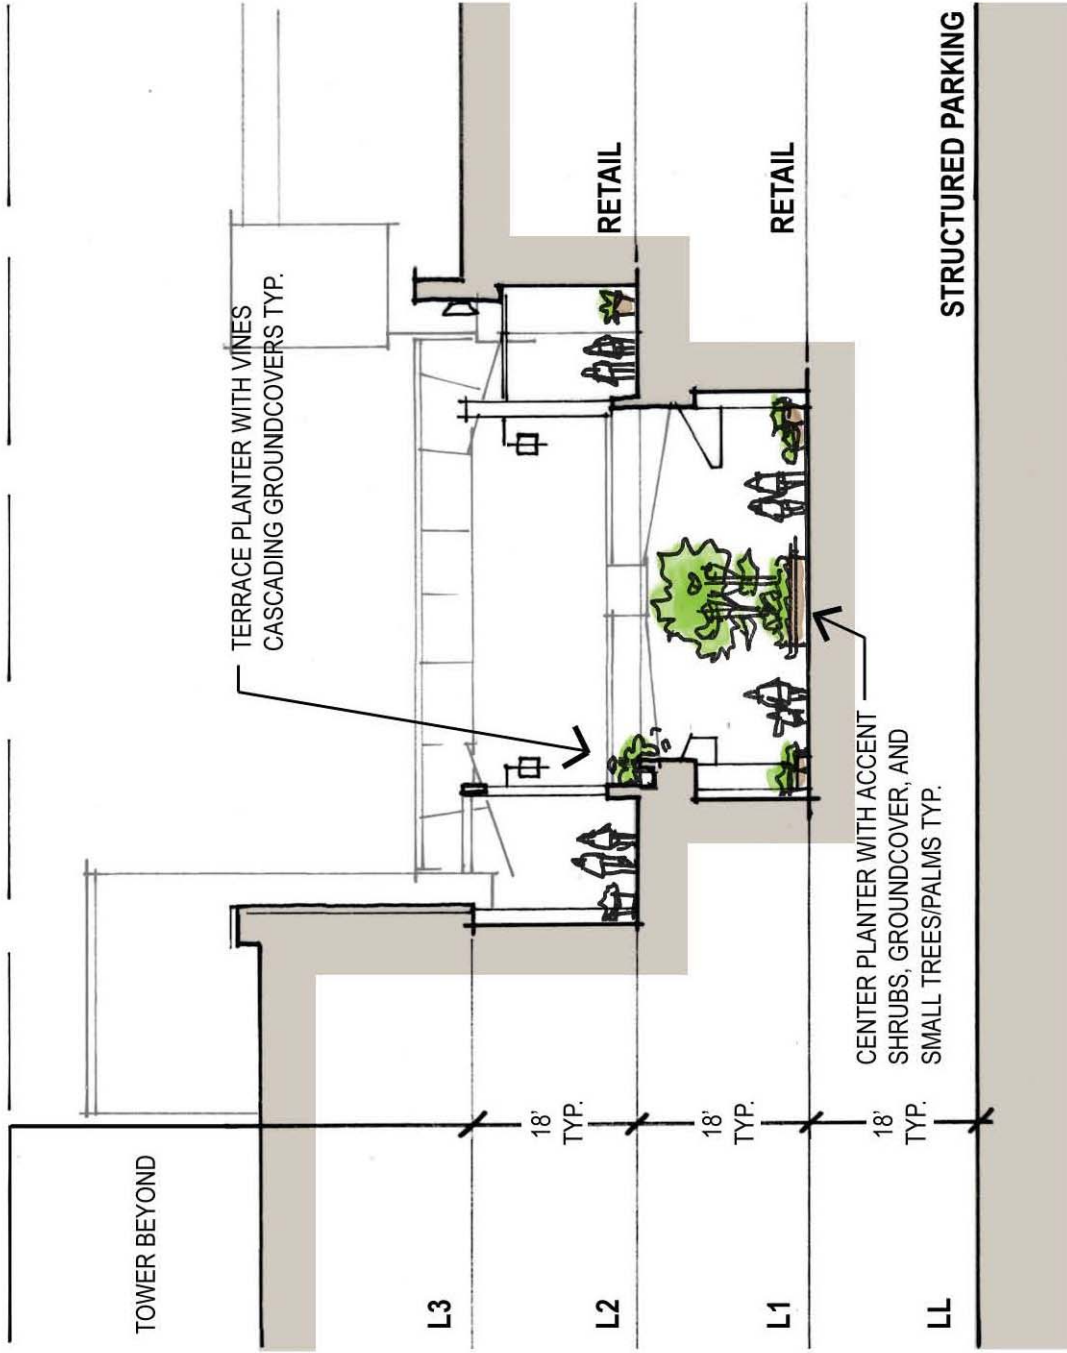 TOWER BEYOND
TERRACE PLANTER WITH VINES
CASCADING GROUNDCOVERS TYP.
L3
18'
TYP.
L2
RETAIL
18'
TYP.
L1
RETAIL
CENTER PLANTER WITH ACCENT
SHRUBS, GROUNDCOVER, AND
SMALL TREES/PALMS TYP.
18'
TYP.
LL
STRUCTURED PARKING